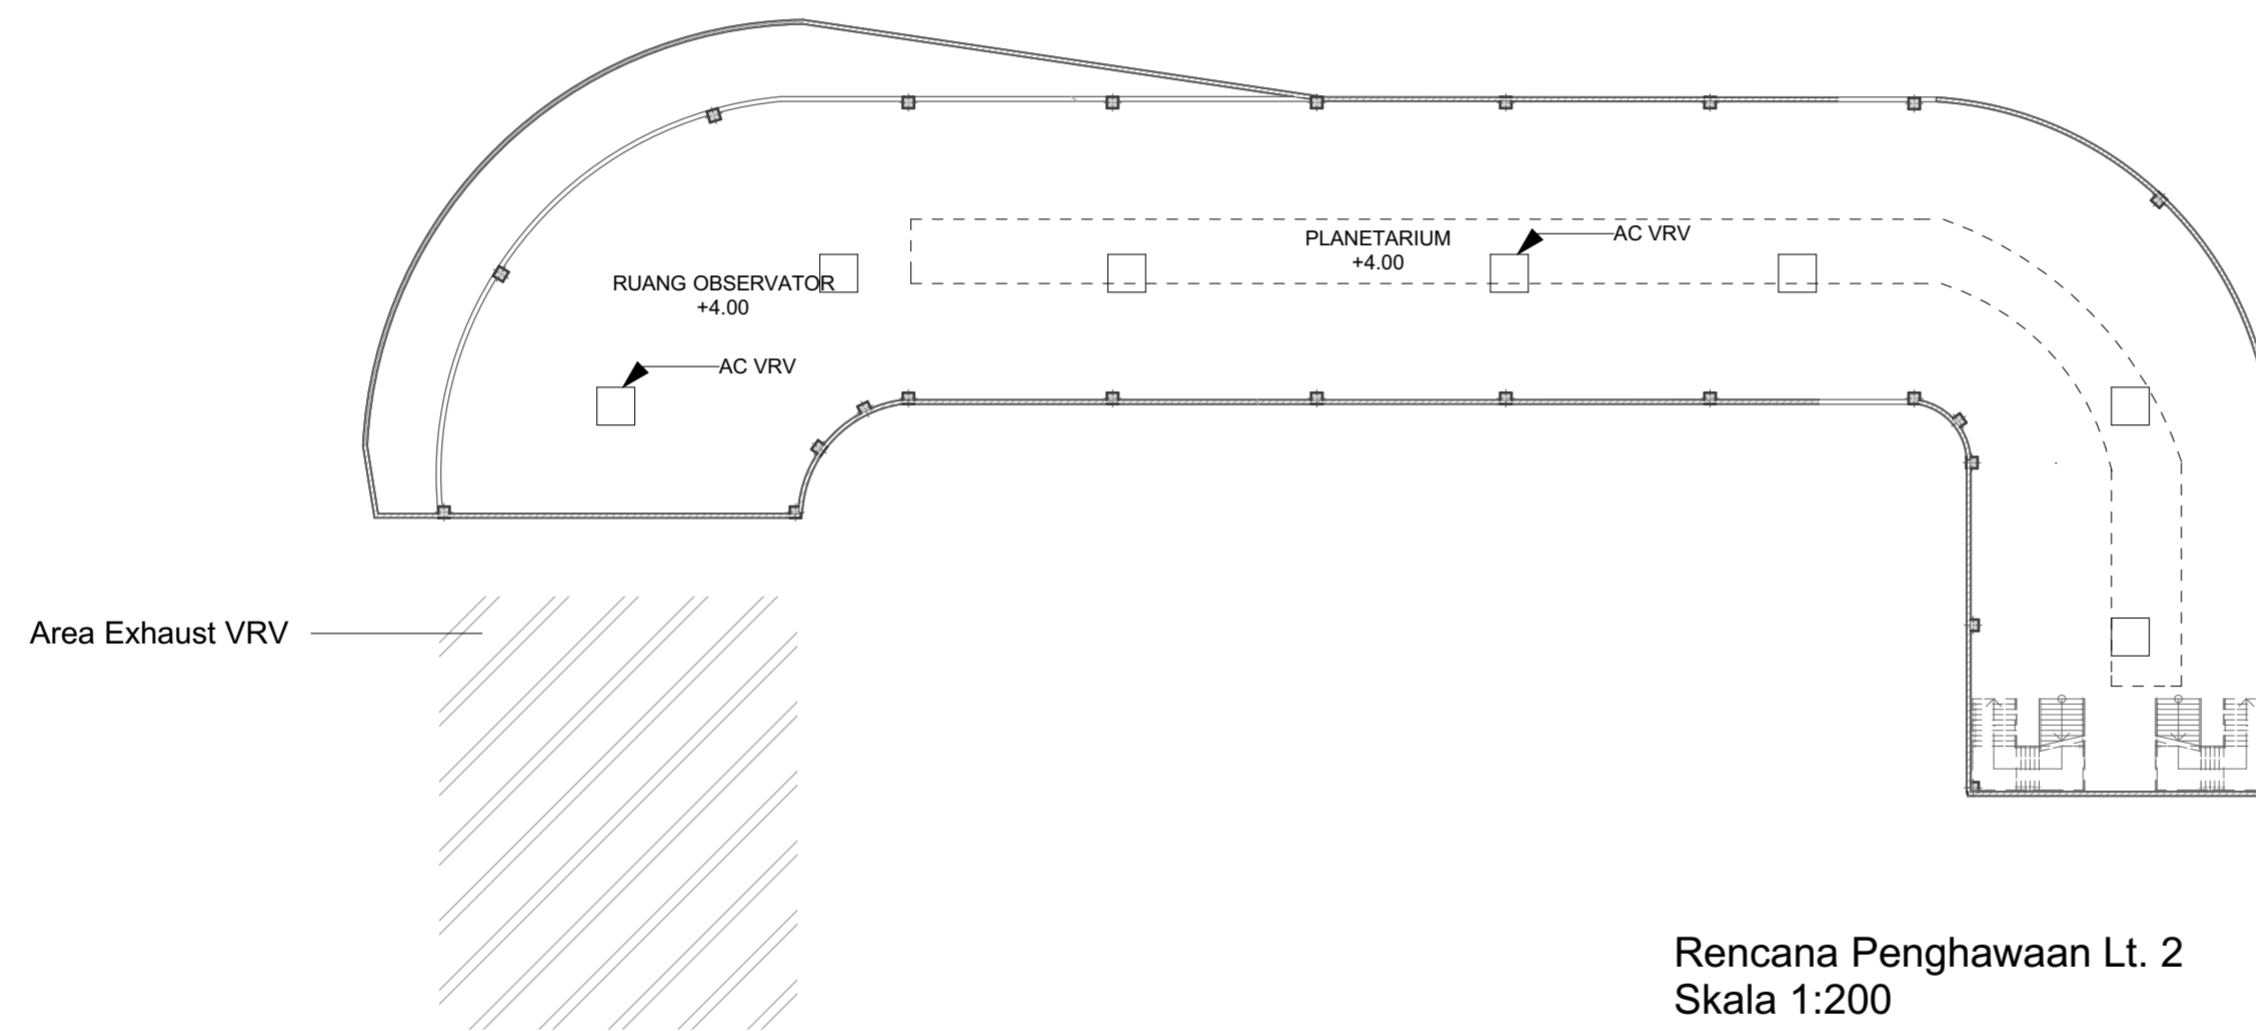 PLANETARIUM
+4.00
AC VRV
RUANG OBSERVATOR
+4.00
AC VRV
Area Exhaust VRV
Rencana Penghawaan Lt. 2
Skala 1:200